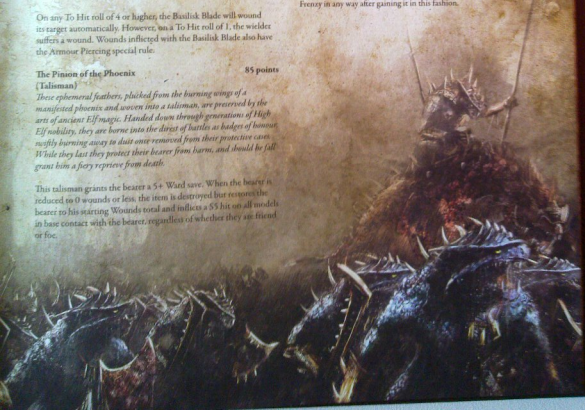 On any To Hit roll of 4 or higher, the Basilisk Blade will wound
its target automatically. However, on a To Hit roll of 1, the wielder
suffers a wound. Wounds inflicted with the Basilisk Blade also have
the Armour Piercing special rule.
The Pinion of the Phoenix 85 points
(Talisman)
These ephemeral feathers, plucked from the burning wings of a
manifested phoenix and woven into a talisman, are preserved by the
arts of ancient Elf magic. Handed down through generations of High
Elf nobility, they are borne into the direst of battles as badges of honour,
swiftly burning away to dust once removed from their protective cases.
While they last they protect their bearer from harm, and should he fall
grant him a fiery reprieve from death.
This talisman grants the bearer a 5+ Ward save. When the bearer is
reduced to 0 wounds or less, the item is destroyed but restores the
bearer to his starting Wounds total and inflicts a S5 hit on all models
in base contact with the bearer, regardless of whether they are friend
or foe.
Frenzy in any way after gaining it in this fashion.